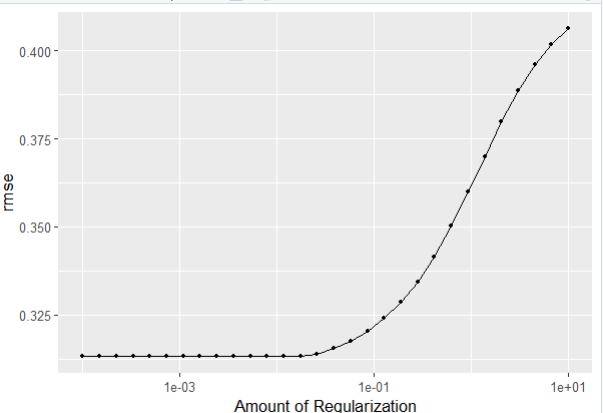 0.400
0.375
0.350
0.325
rmse
1e-03
1e-01
1e+01
Amount of Regularization